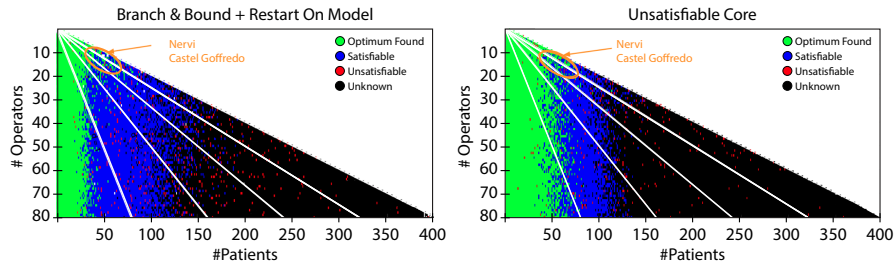 Branch & Bound + Restart On Model
Nervi
Castel Goffredo
Optimum Found
Satisfiable
Unsatisfiable
Unknown
# Operators
10
20
30
40
50
60
70
80
50
100
150
200
250
300
350
400
#Patients
Unsatisfiable Core
Nervi
Castel Goffredo
Optimum Found
Satisfiable
Unsatisfiable
Unknown
# Operators
10
20
30
40
50
60
70
80
50
100
150
200
250
300
350
400
#Patients